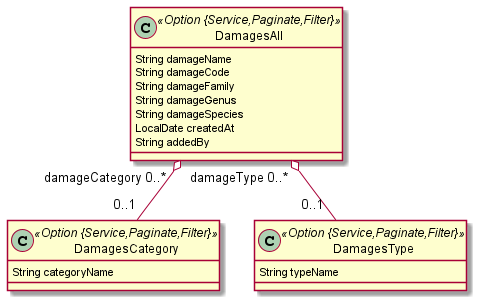 C «Option {Service,Paginate,Filter}»
DamagesAll
String damageName
String damageCode
String damageFamily
String damageGenus
String damageSpecies
LocalDate createdAt
String addedBy
damageCategory 0..* damageType 0..*
0..1 0..1
C «Option {Service,Paginate,Filter}»
DamagesCategory
String categoryName
C «Option {Service,Paginate,Filter}»
DamagesType
String typeName